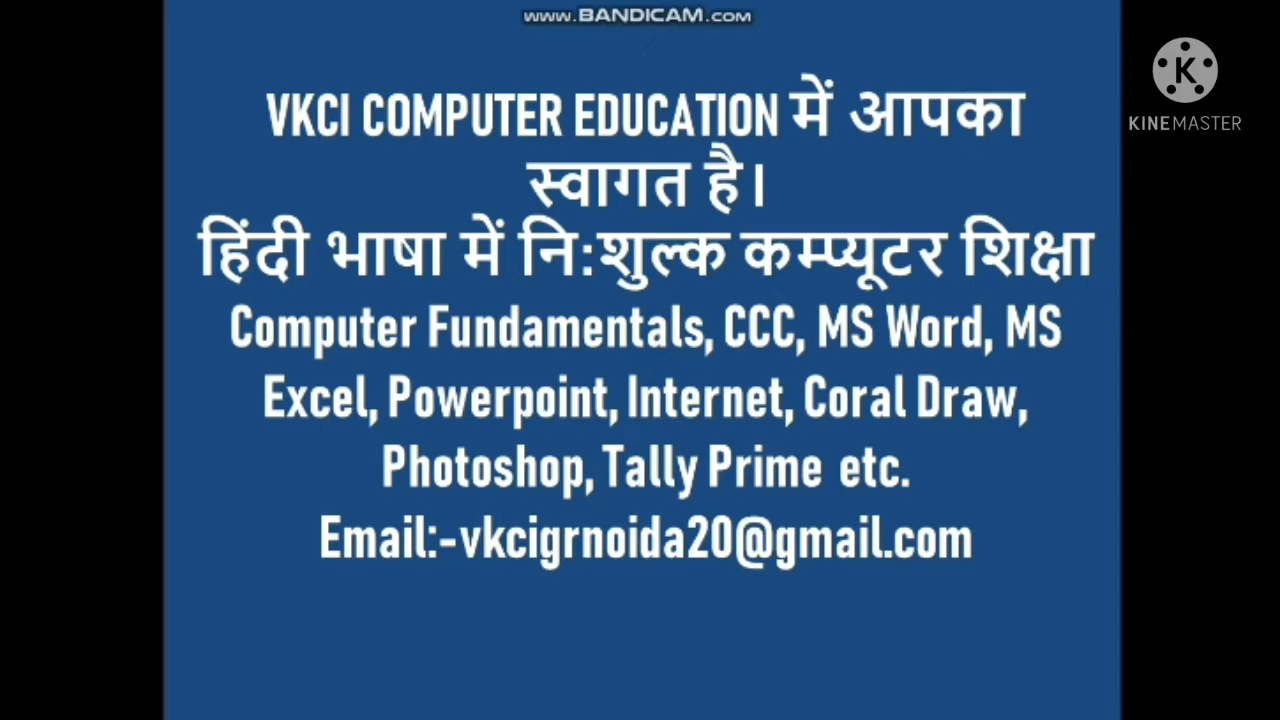 www.BANDICAM.com
VKCI COMPUTER EDUCATION में आपका
स्वागत है।
हिंदी भाषा में नि:शुल्क कम्प्यूटर शिक्षा
Computer Fundamentals, CCC, MS Word, MS
Excel, Powerpoint, Internet, Coral Draw,
Photoshop, Tally Prime etc.
Email:-vkcigrnoida20@gmail.com
K
KINEMASTER